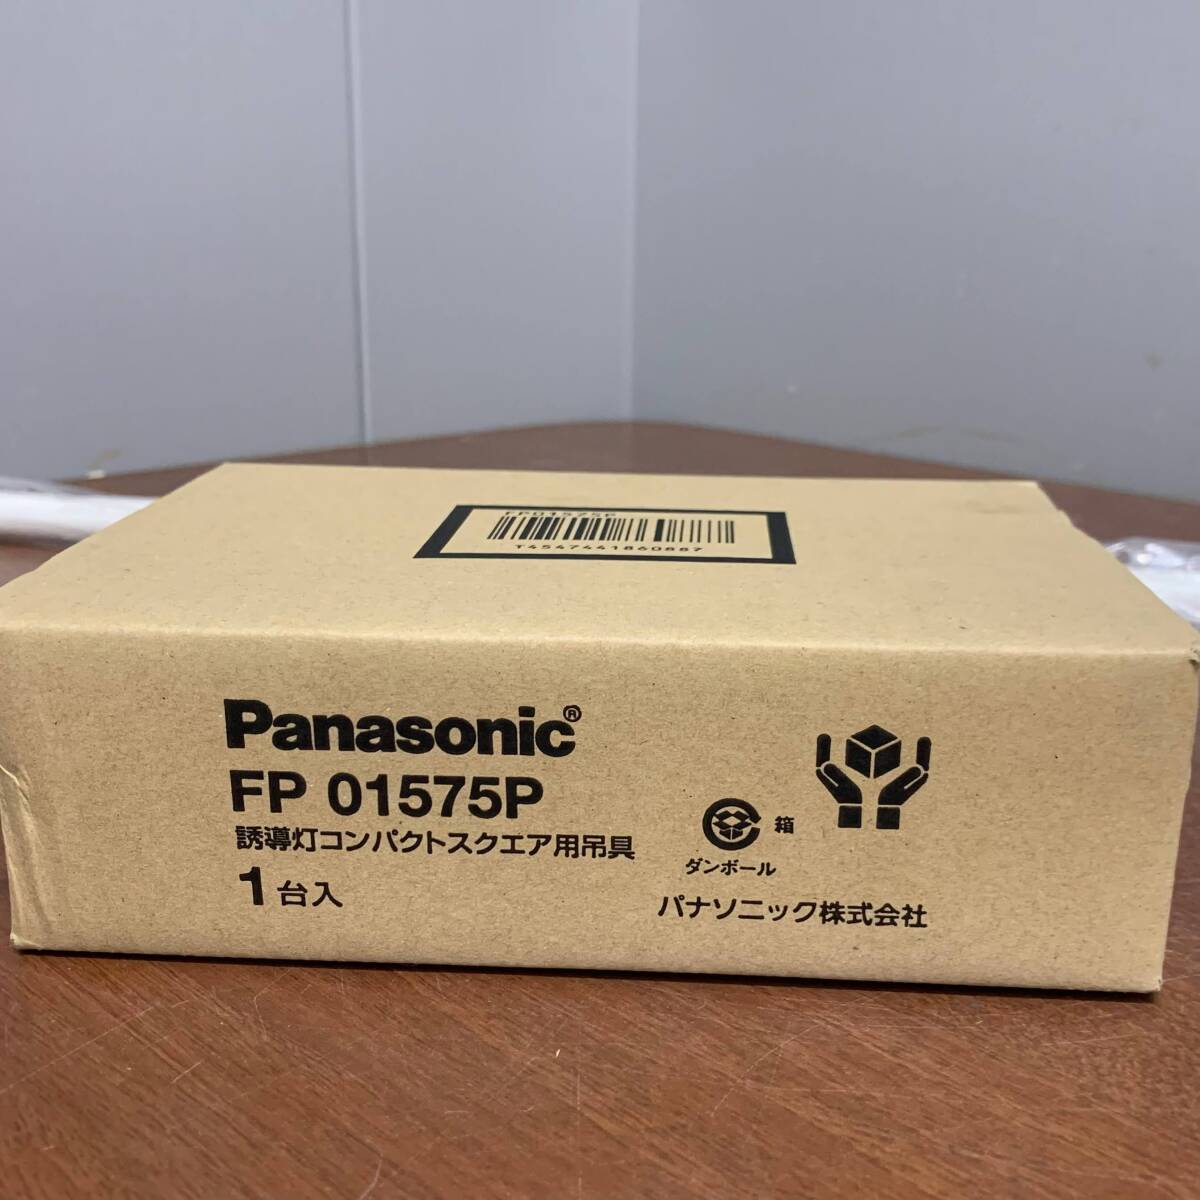 FP01575P
T4547441860887
Panasonic®
FP 01575P
誘導灯コンパクトスクエア用吊具
1台入
箱
ダンボール
パナソニック株式会社